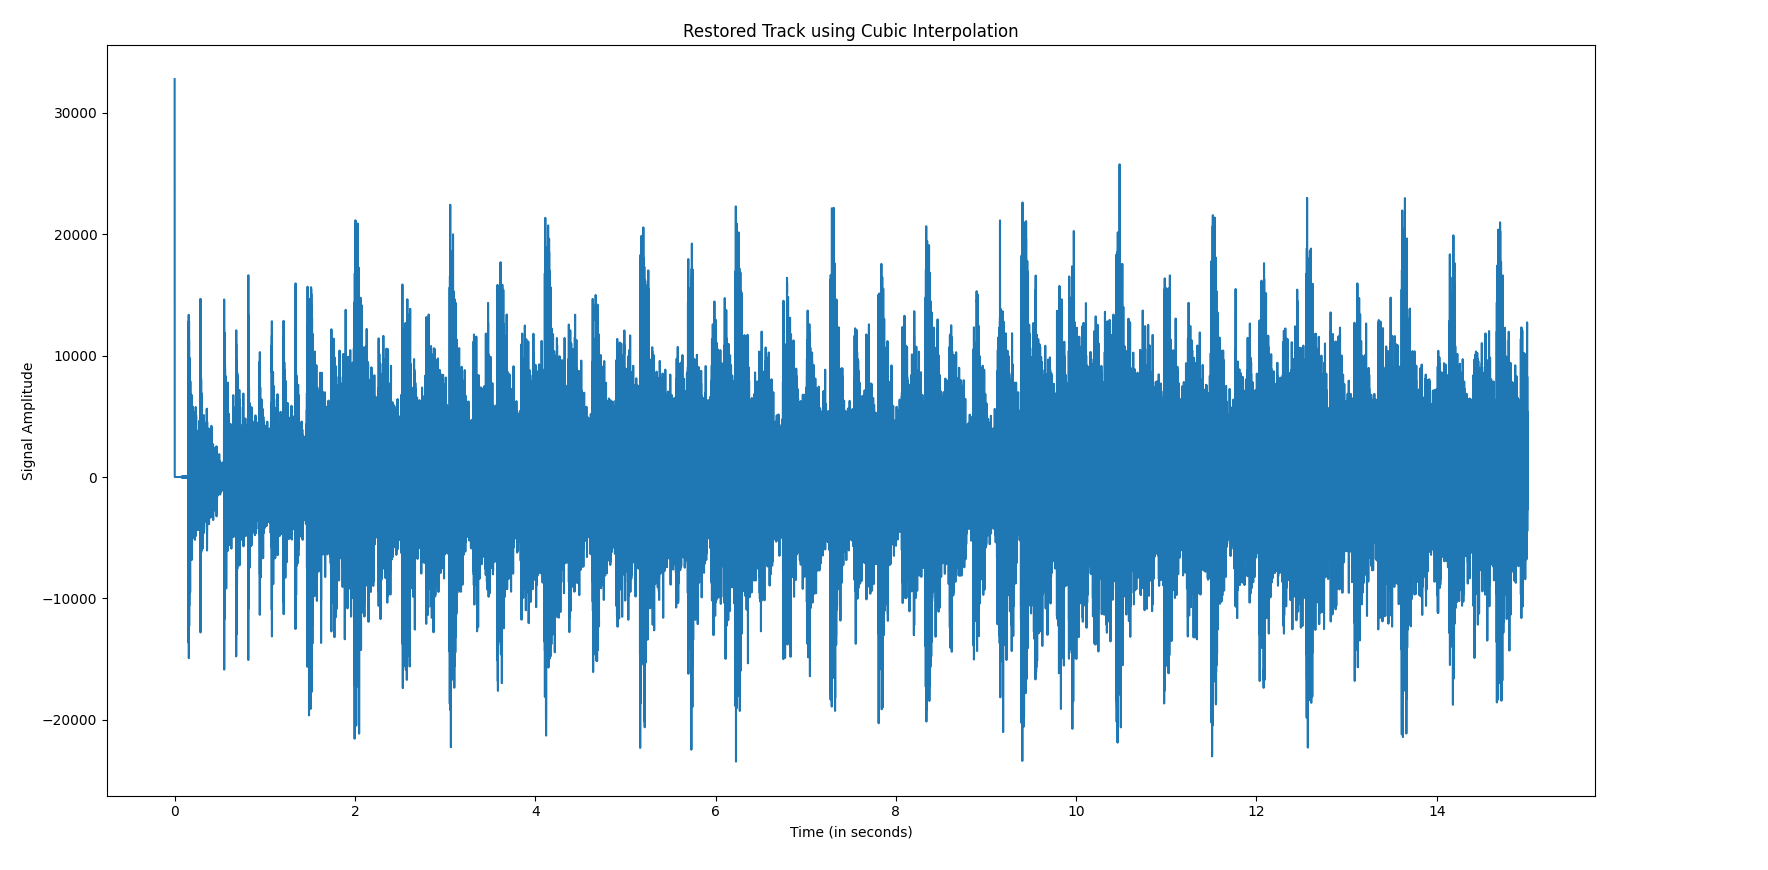 Restored Track using Cubic Interpolation
30000
20000
10000
0
−10000
−20000
Signal Amplitude
0 2 4 6 8 10 12 14
Time (in seconds)